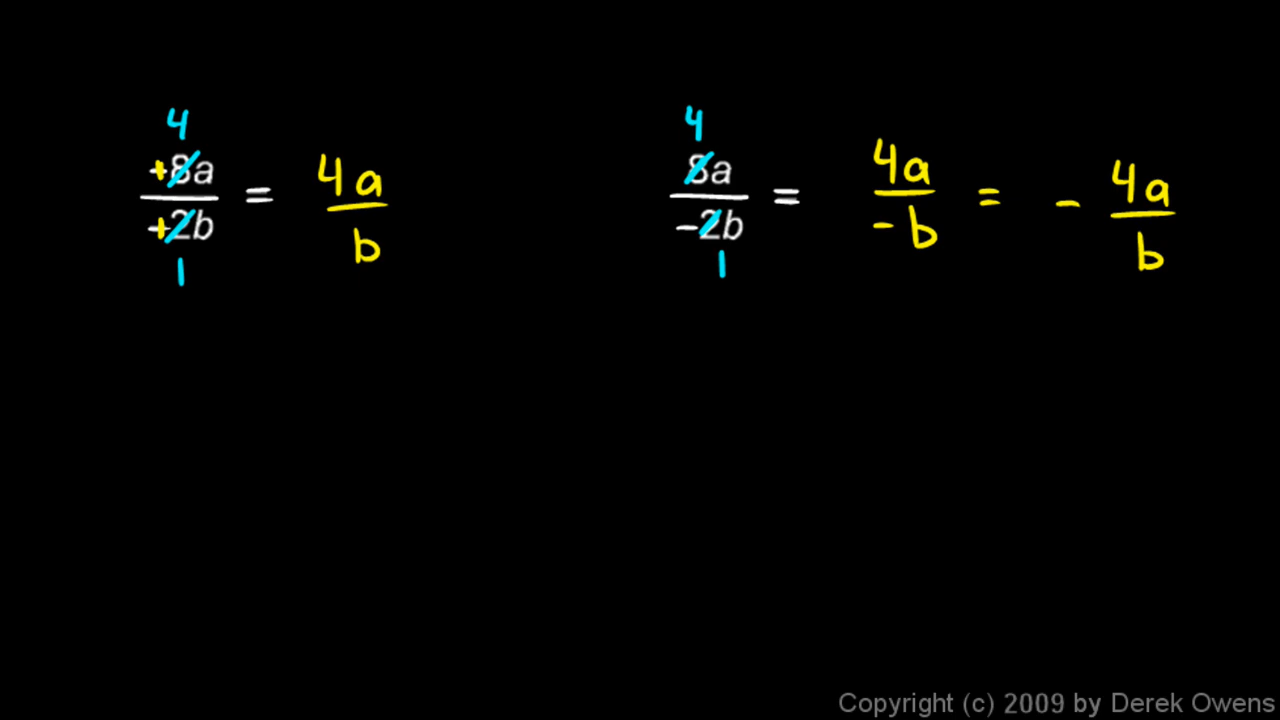 4 4
+8a/+2b = 4a/b 8a/-2b = 4a/-b = - 4a/b
1 1
Copyright (c) 2009 by Derek Owens